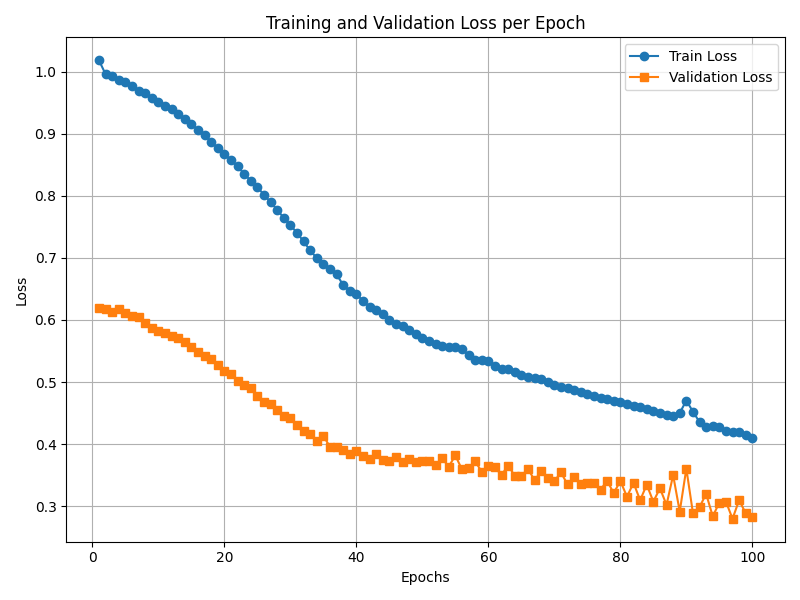 Training and Validation Loss per Epoch
Train Loss
Validation Loss
1.0
0.9
0.8
0.7
0.6
0.5
0.4
0.3
Loss
0 20 40 60 80 100
Epochs